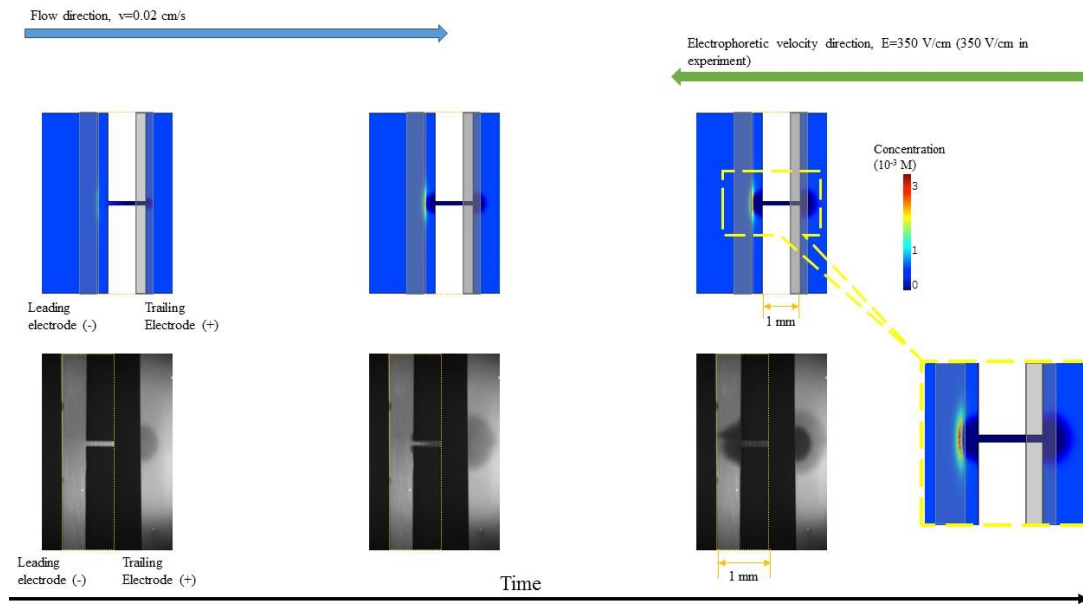 Flow direction, v=0.02 cm/s
Electrophoretic velocity direction, E=350 V/cm (350 V/cm in
experiment)
Concentration
(10⁻³ M)
3
1
0
Leading
electrode (-)
Trailing
Electrode (+)
1 mm
Leading
electrode (-)
Trailing
Electrode (+)
1 mm
Time